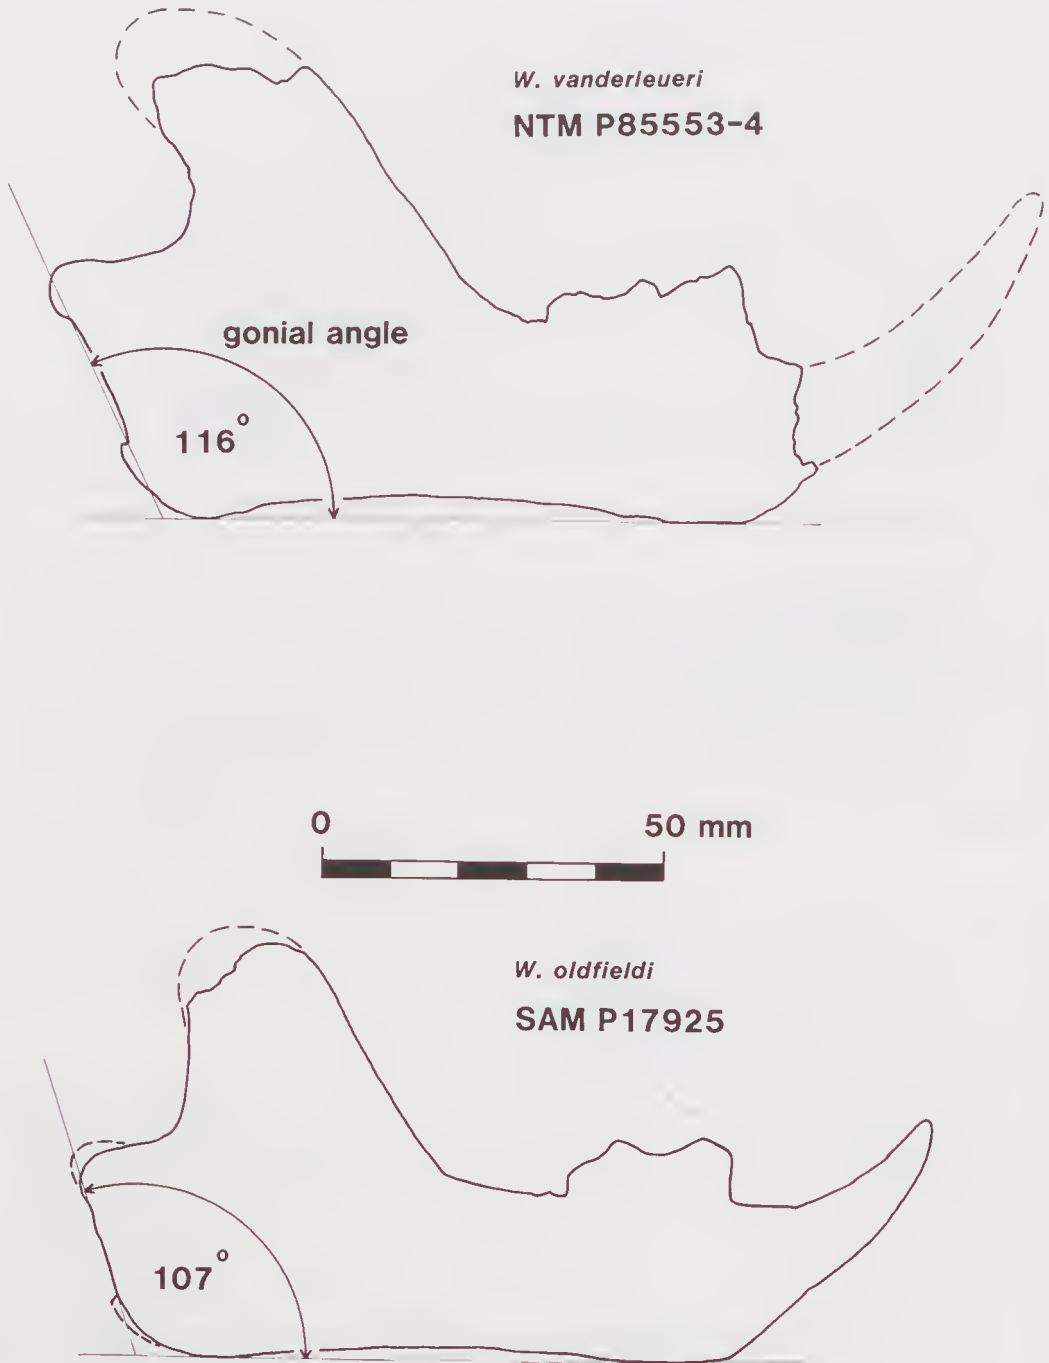 W. vanderleueri
NTM P85553-4
gonial angle
116°
0 50 mm
W. oldfieldi
SAM P17925
107°